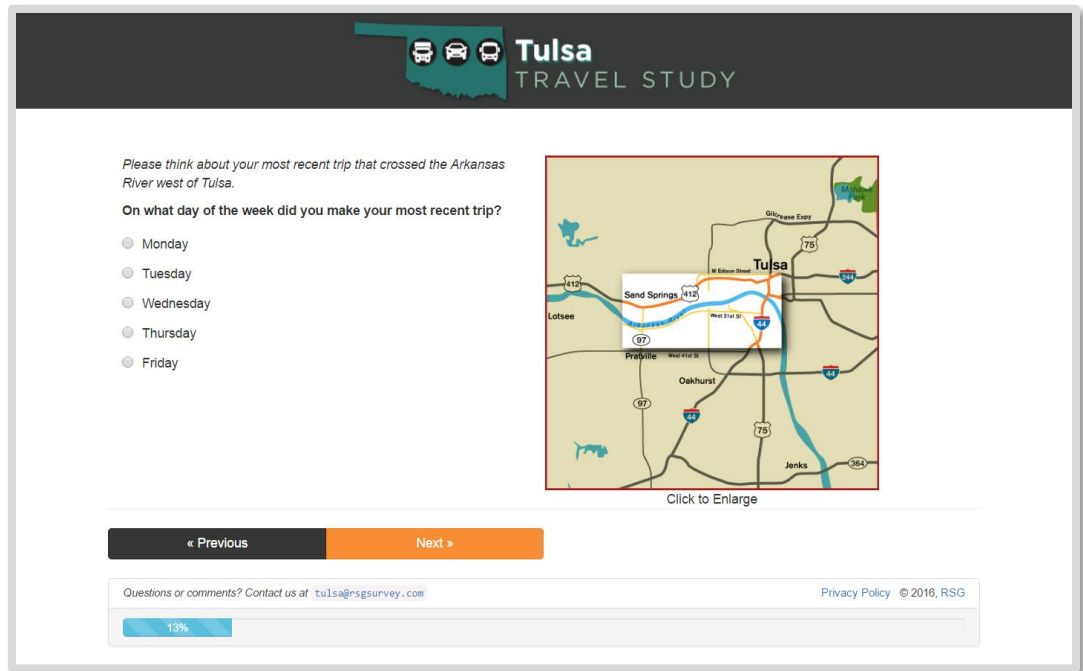 Tulsa
TRAVEL STUDY
Please think about your most recent trip that crossed the Arkansas
River west of Tulsa.
On what day of the week did you make your most recent trip?
Monday
Tuesday
Wednesday
Thursday
Friday
Mohawk
Park
Gilcrease Expy
75
Tulsa
W Edison Street
244
412
Sand Springs
412
Lotsee
Arkansas River
West 21st St
44
97
Pratville
West 41st St
44
Oakhurst
97
44
75
Jenks
364
Click to Enlarge
« Previous
Next »
Questions or comments? Contact us at tulsa@rsgsurvey.com
Privacy Policy © 2016, RSG
13%